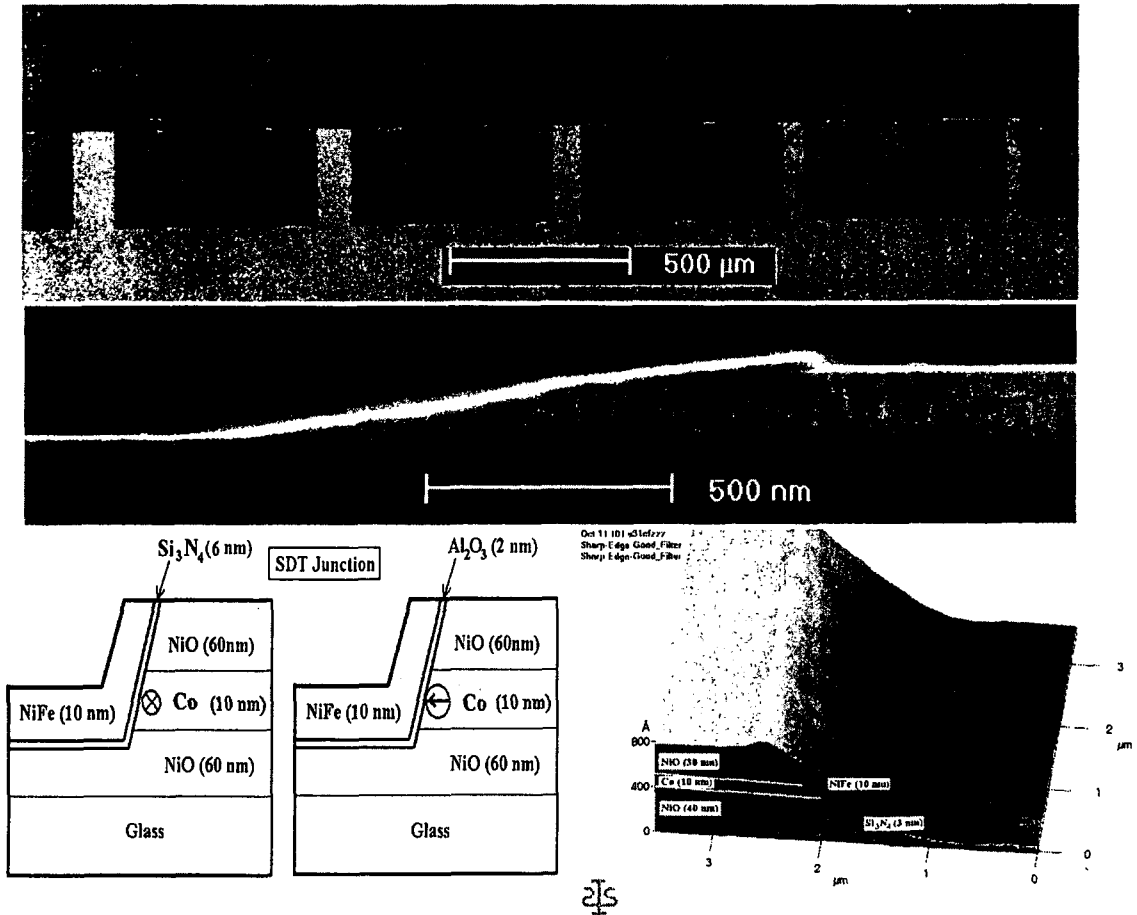 500 µm
500 nm
Si₃N₄(6 nm)
SDT Junction
Al₂O₃ (2 nm)
NiO (60nm)
NiFe (10 nm)
Co (10 nm)
NiO (60 nm)
Glass
NiO (60nm)
NiFe (10 nm)
Co (10 nm)
NiO (60 nm)
Glass
Sharp-Edge Good_Filter
Sharp Edge-Good_Filter
Å
800
400
0
NiO (30 nm)
Co (10 nm)
NiO (40 nm)
NiFe (10 nm)
Si₃N₄ (3 nm)
3
2
µm
1
0
3
2
µm
1
0